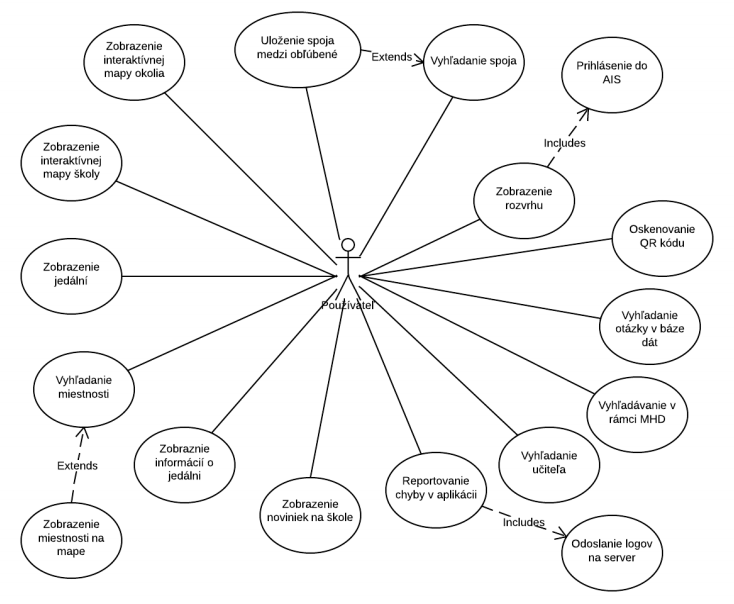 Zobrazenie
interaktívnej
mapy okolia
Uloženie spoja
medzi obľúbené
Extends
Vyhľadanie spoja
Prihlásenie do
AIS
Includes
Zobrazenie
interaktívnej
mapy školy
Zobrazenie
rozvrhu
Oskenovanie
QR kódu
Zobrazenie
jedální
Používateľ
Vyhľadanie
otázky v báze
dát
Vyhľadanie
miestnosti
Vyhľadávanie v
rámci MHD
Extends
Zobraznie
informácií o
jedálni
Vyhľadanie
učiteľa
Reportovanie
chyby v aplikácii
Zobrazenie
noviniek na škole
Includes
Zobrazenie
miestnosti na
mape
Odoslanie logov
na server